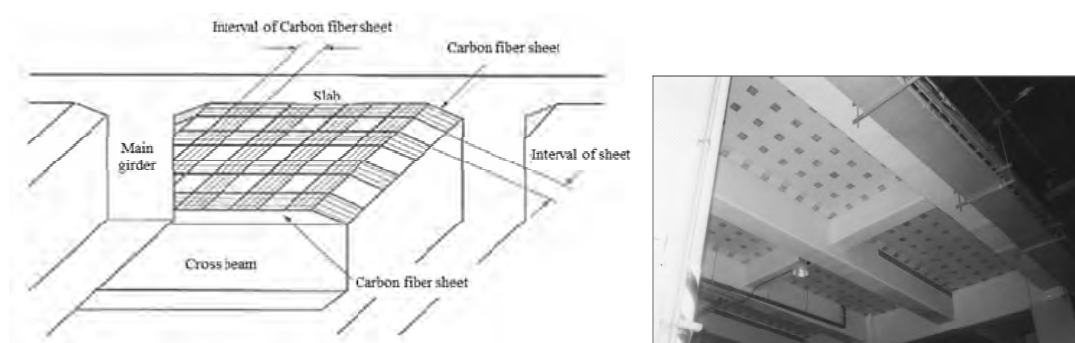 Interval of Carbon fiber sheet
Carbon fiber sheet
Slab
Main
girder
Interval of sheet
Cross beam
Carbon fiber sheet